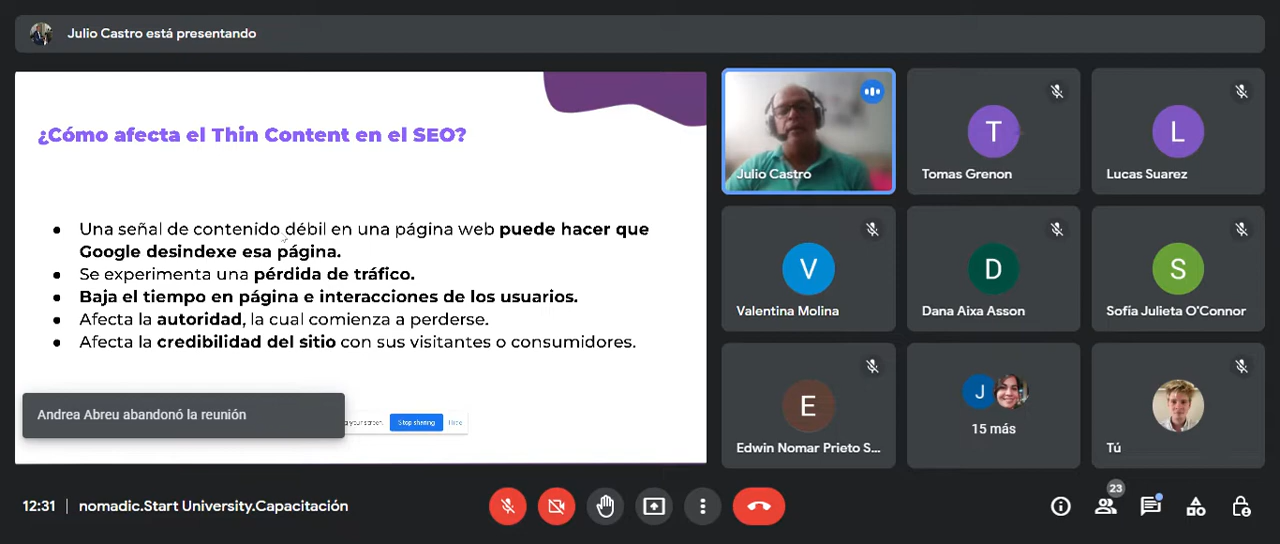 Julio Castro está presentando
¿Cómo afecta el Thin Content en el SEO?
● Una señal de contenido débil en una página web puede hacer que
Google desindexe esa página.
● Se experimenta una pérdida de tráfico.
● Baja el tiempo en página e interacciones de los usuarios.
● Afecta la autoridad, la cual comienza a perderse.
● Afecta la credibilidad del sitio con sus visitantes o consumidores.
Andrea Abreu abandonó la reunión
your screen.
Stop sharing
Hide
Julio Castro
T
Tomas Grenon
L
Lucas Suarez
V
Valentina Molina
D
Dana Aixa Asson
S
Sofía Julieta O'Connor
E
Edwin Nomar Prieto S...
J
15 más
Tú
12:31 | nomadic.Start University.Capacitación
23